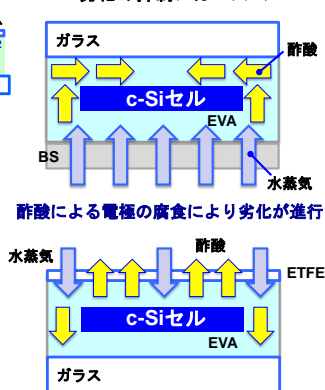 ガラス
酢酸
c-Siセル
EVA
BS
水蒸気
酢酸による電極の腐食により劣化が進行
水蒸気
酢酸
ETFE
c-Siセル
EVA
ガラス